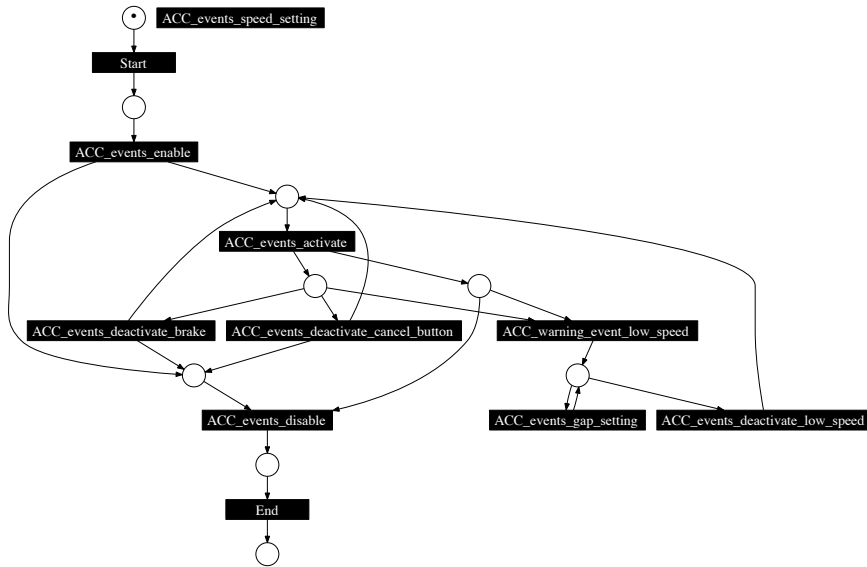 ACC_events_speed_setting
Start
ACC_events_enable
ACC_events_activate
ACC_events_deactivate_brake
ACC_events_deactivate_cancel_button
ACC_warning_event_low_speed
ACC_events_disable
ACC_events_gap_setting
ACC_events_deactivate_low_speed
End